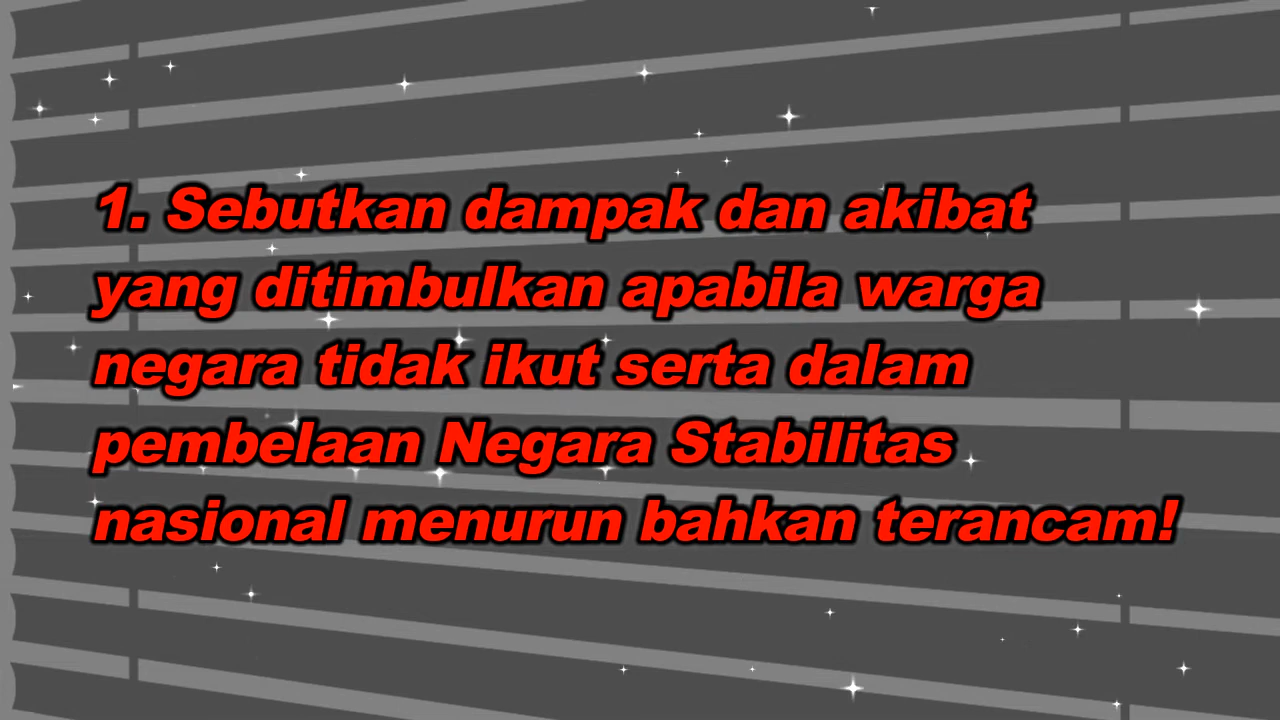 1. Sebutkan dampak dan akibat
yang ditimbulkan apabila warga
negara tidak ikut serta dalam
pembelaan Negara Stabilitas
nasional menurun bahkan terancam!